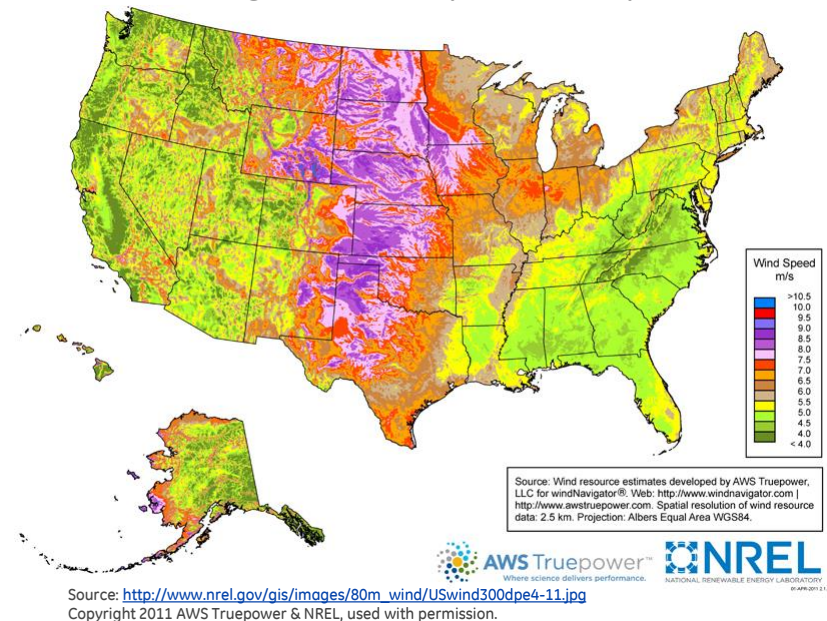 Wind Speed
m/s
>10.5
10.0
9.5
9.0
8.5
8.0
7.5
7.0
6.5
6.0
5.5
5.0
4.5
4.0
< 4.0
Source: Wind resource estimates developed by AWS Truepower,
LLC for windNavigator®. Web: http://www.windnavigator.com |
http://www.awstruepower.com. Spatial resolution of wind resource
data: 2.5 km. Projection: Albers Equal Area WGS84.
AWS Truepower™
Where science delivers performance.
NREL
NATIONAL RENEWABLE ENERGY LABORATORY
01-APR-2011 2.1
Source: http://www.nrel.gov/gis/images/80m_wind/USwind300dpe4-11.jpg
Copyright 2011 AWS Truepower & NREL, used with permission.